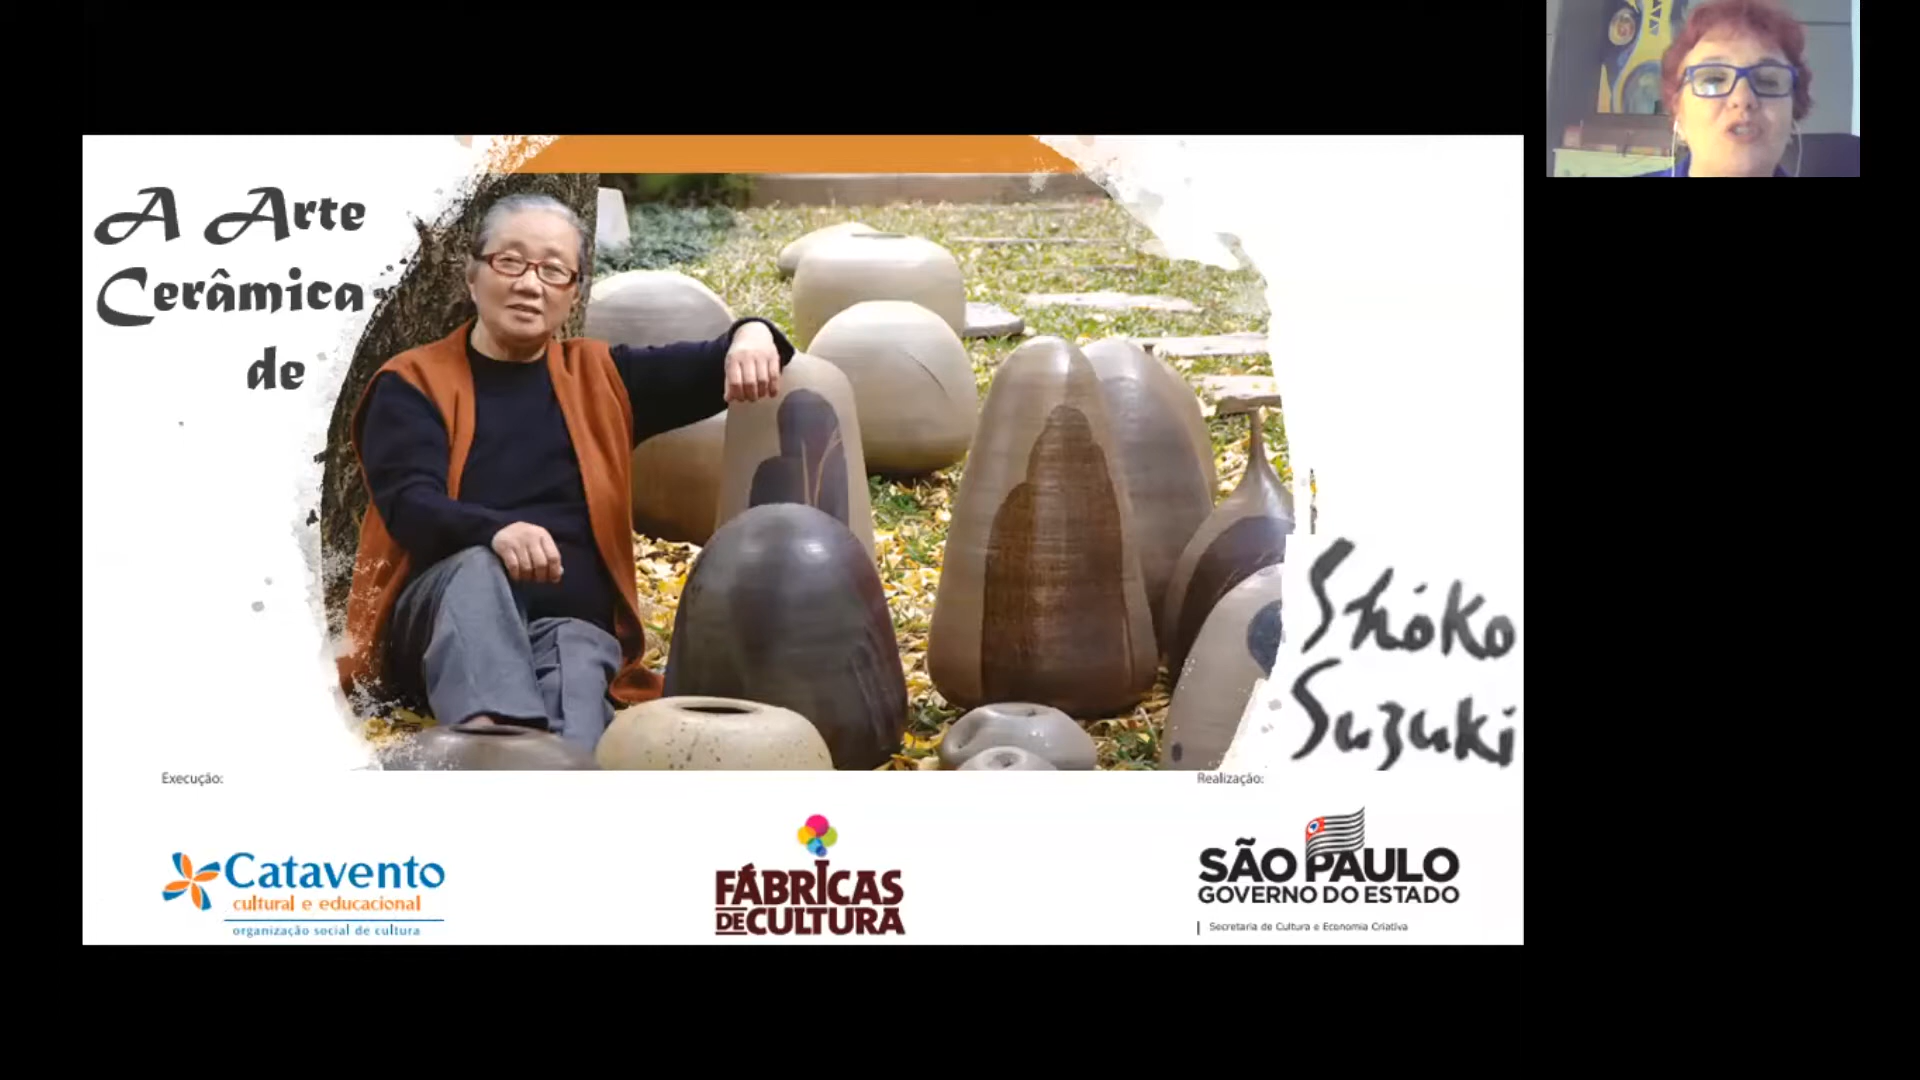 A Arte
Cerâmica
de
Shóko
Suzuki
Execução:
Realização:
Catavento
cultural e educacional
organização social de cultura
FÁBRICAS
DE CULTURA
SÃO PAULO
GOVERNO DO ESTADO
Secretaria de Cultura e Economia Criativa